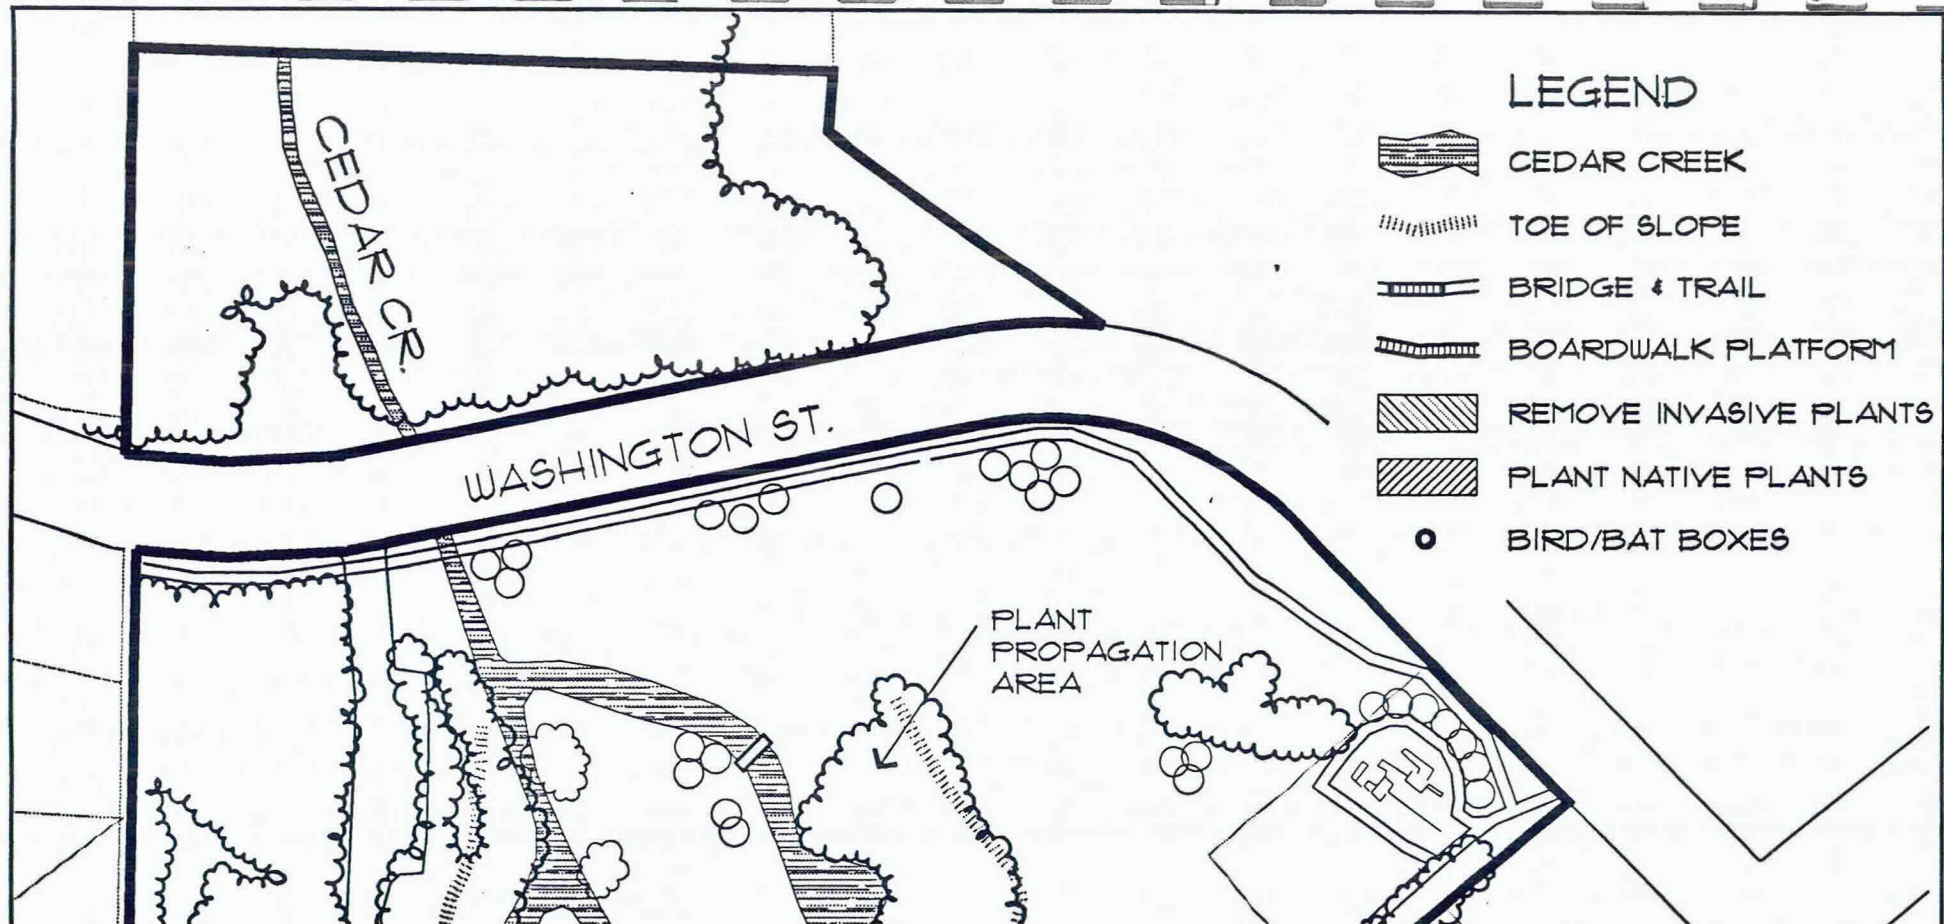 LEGEND
CEDAR CREEK
TOE OF SLOPE
BRIDGE & TRAIL
BOARDWALK PLATFORM
REMOVE INVASIVE PLANTS
PLANT NATIVE PLANTS
BIRD/BAT BOXES
CEDAR CR.
WASHINGTON ST.
PLANT
PROPAGATION
AREA